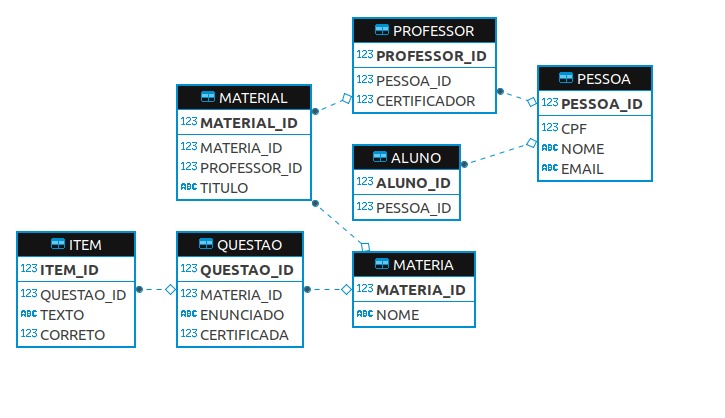 PROFESSOR
123 PROFESSOR_ID
123 PESSOA_ID
123 CERTIFICADOR
PESSOA
123 PESSOA_ID
123 CPF
ABC NOME
ABC EMAIL
MATERIAL
123 MATERIAL_ID
123 MATERIA_ID
123 PROFESSOR_ID
ABC TITULO
ALUNO
123 ALUNO_ID
123 PESSOA_ID
ITEM
123 ITEM_ID
123 QUESTAO_ID
ABC TEXTO
123 CORRETO
QUESTAO
123 QUESTAO_ID
123 MATERIA_ID
ABC ENUNCIADO
123 CERTIFICADA
MATERIA
123 MATERIA_ID
ABC NOME